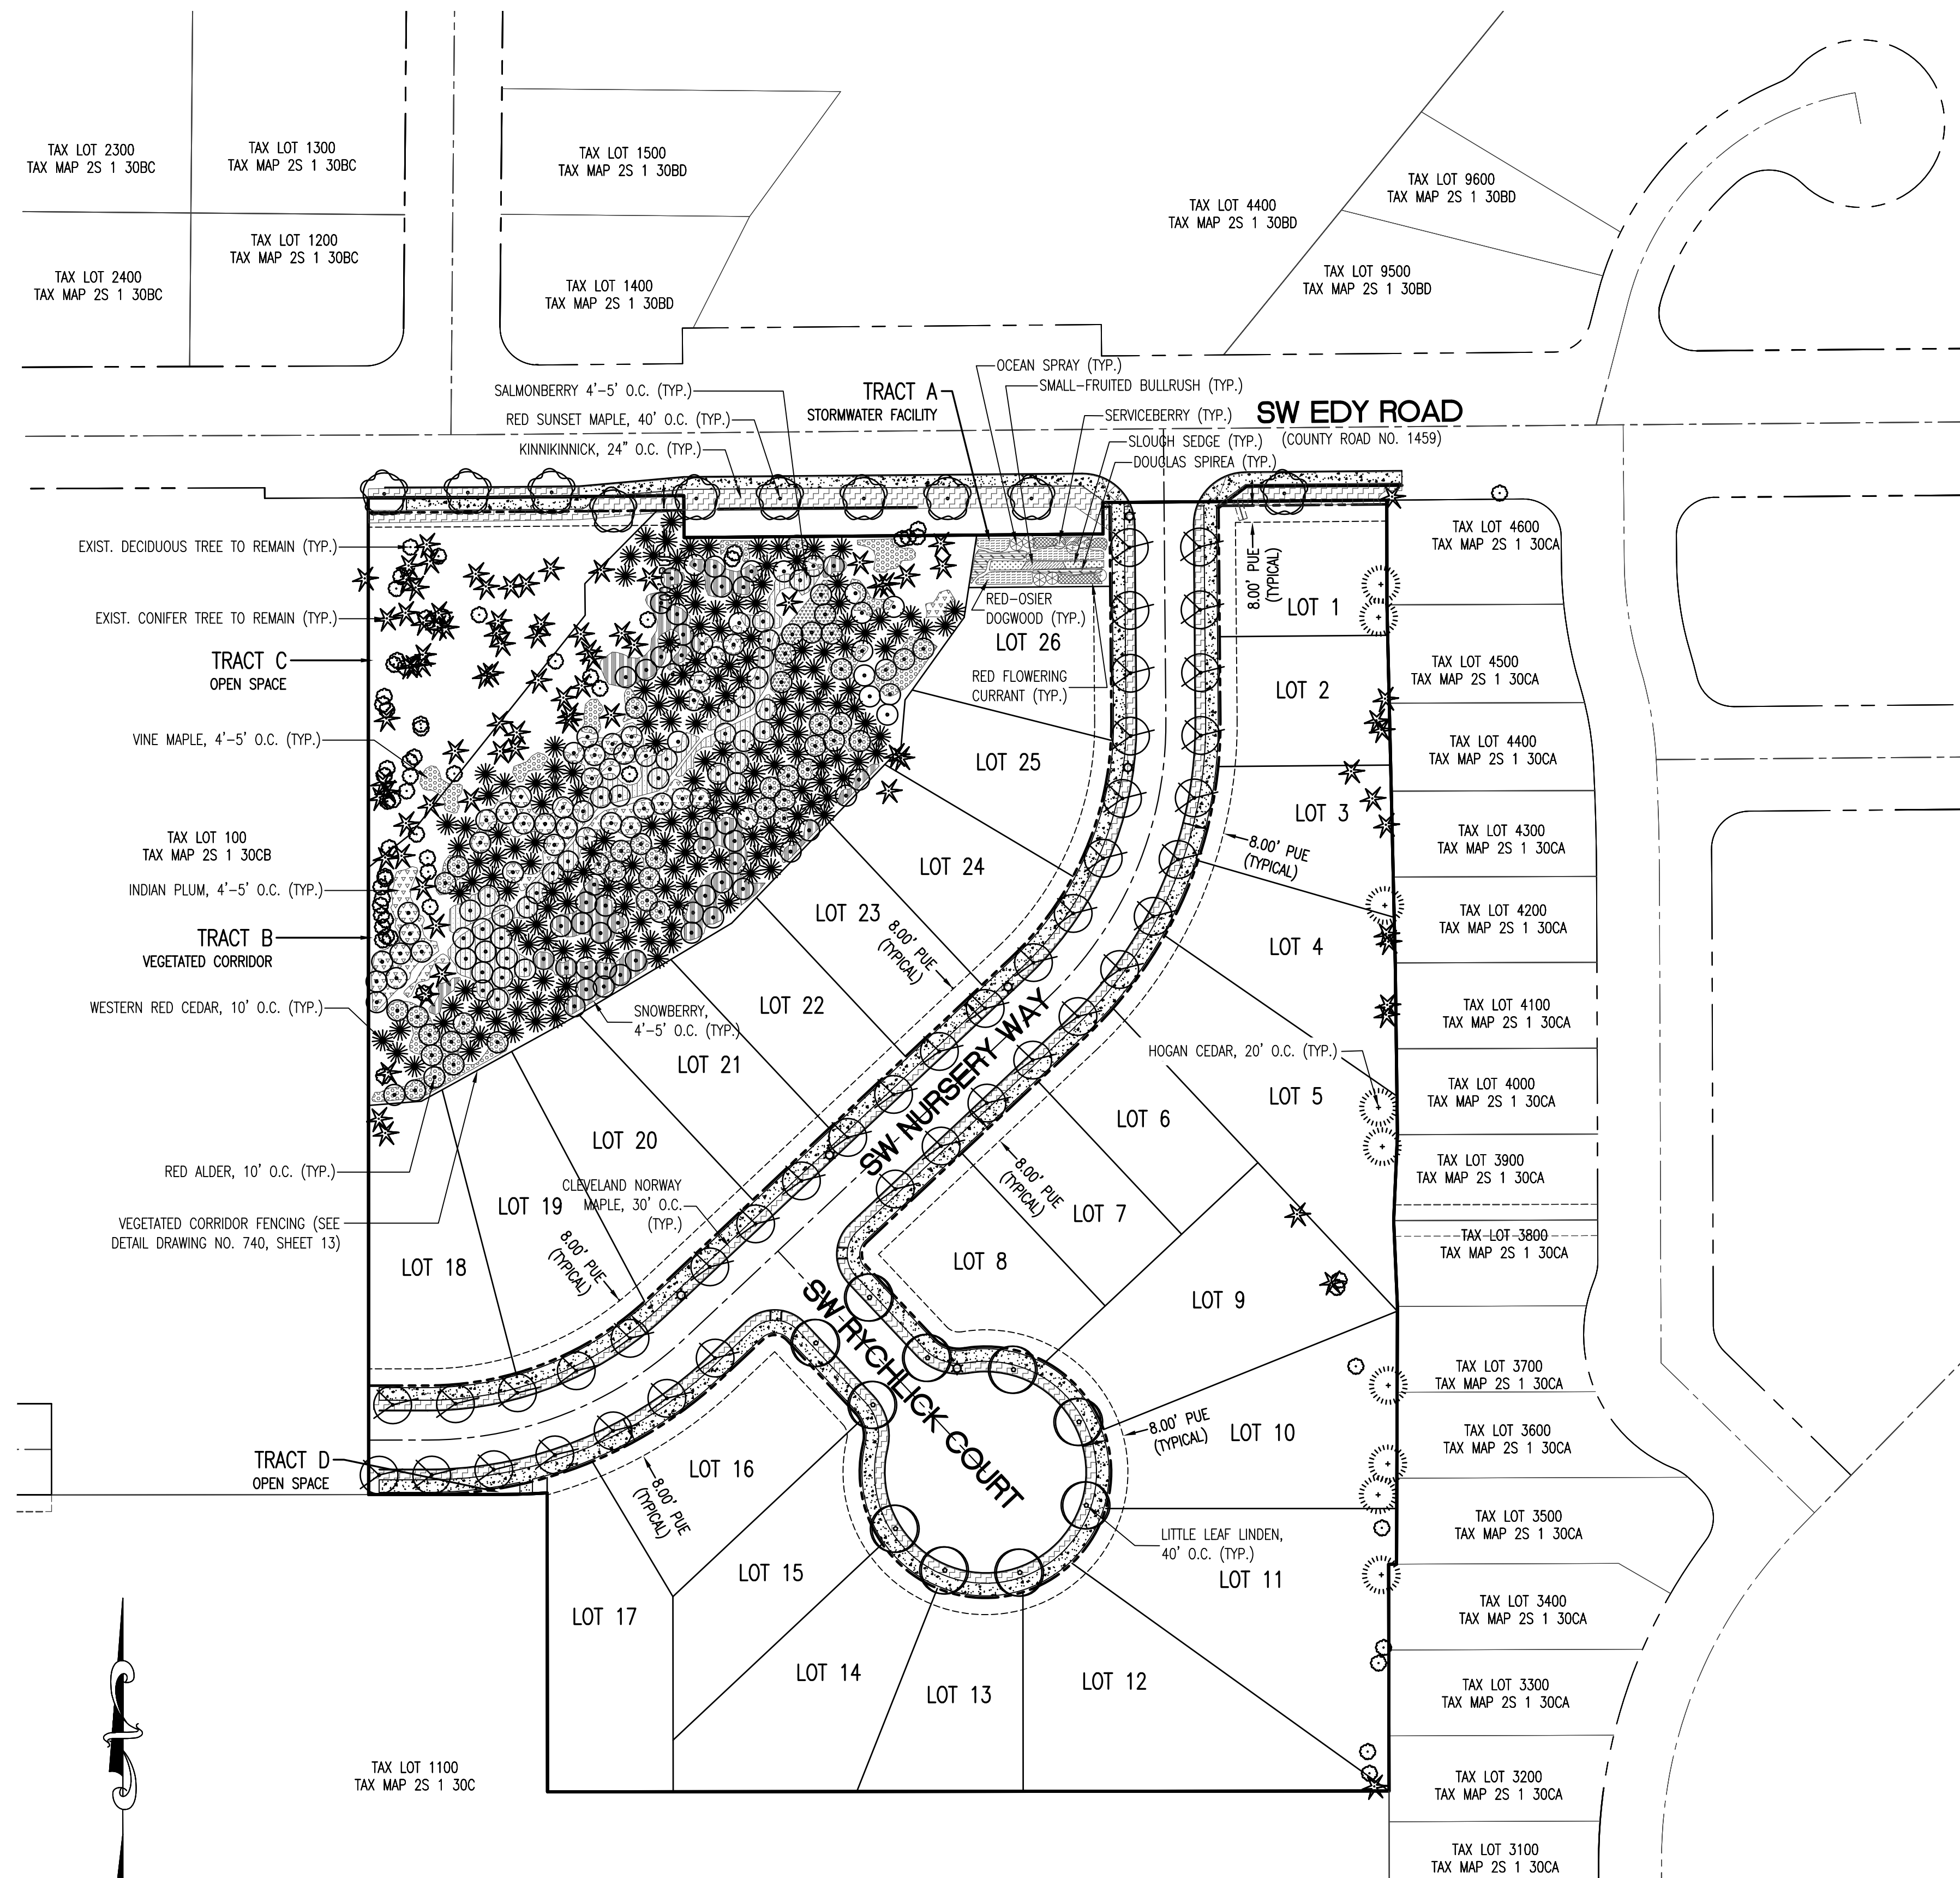 TAX LOT 2300
TAX MAP 2S 1 30BC
TAX LOT 1300
TAX MAP 2S 1 30BC
TAX LOT 1500
TAX MAP 2S 1 30BD
TAX LOT 4400
TAX MAP 2S 1 30BD
TAX LOT 9600
TAX MAP 2S 1 30BD
TAX LOT 2400
TAX MAP 2S 1 30BC
TAX LOT 1200
TAX MAP 2S 1 30BC
TAX LOT 1400
TAX MAP 2S 1 30BD
TAX LOT 9500
TAX MAP 2S 1 30BD
SALMONBERRY 4'-5' O.C. (TYP.)
RED SUNSET MAPLE, 40' O.C. (TYP.)
KINNIKINNICK, 24" O.C. (TYP.)
TRACT A
STORMWATER FACILITY
OCEAN SPRAY (TYP.)
SMALL-FRUITED BULLRUSH (TYP.)
SERVICEBERRY (TYP.)
SLOUGH SEDGE (TYP.)
DOUGLAS SPIREA (TYP.)
SW EDY ROAD
(COUNTY ROAD NO. 1459)
EXIST. DECIDUOUS TREE TO REMAIN (TYP.)
EXIST. CONIFER TREE TO REMAIN (TYP.)
TRACT C
OPEN SPACE
VINE MAPLE, 4'-5' O.C. (TYP.)
TAX LOT 100
TAX MAP 2S 1 30CB
INDIAN PLUM, 4'-5' O.C. (TYP.)
TRACT B
VEGETATED CORRIDOR
WESTERN RED CEDAR, 10' O.C. (TYP.)
RED ALDER, 10' O.C. (TYP.)
VEGETATED CORRIDOR FENCING (SEE
DETAIL DRAWING NO. 740, SHEET 13)
RED-OSIER
DOGWOOD (TYP.)
LOT 26
RED FLOWERING
CURRANT (TYP.)
8.00' PUE
(TYPICAL)
LOT 1
LOT 2
LOT 3
8.00' PUE
(TYPICAL)
LOT 4
LOT 5
LOT 25
LOT 24
LOT 23
8.00' PUE
(TYPICAL)
LOT 22
SNOWBERRY,
4'-5' O.C. (TYP.)
LOT 21
LOT 20
CLEVELAND NORWAY
MAPLE, 30' O.C.
(TYP.)
LOT 19
8.00' PUE
(TYPICAL)
LOT 18
SW NURSERY WAY
HOGAN CEDAR, 20' O.C. (TYP.)
LOT 6
8.00' PUE
(TYPICAL)
LOT 7
LOT 8
LOT 9
SW RYCHLICK COURT
8.00' PUE
(TYPICAL)
LOT 10
TRACT D
OPEN SPACE
LOT 16
8.00' PUE
(TYPICAL)
LITTLE LEAF LINDEN,
40' O.C. (TYP.)
LOT 11
LOT 15
LOT 17
LOT 14
LOT 13
LOT 12
TAX LOT 1100
TAX MAP 2S 1 30C
TAX LOT 4600
TAX MAP 2S 1 30CA
TAX LOT 4500
TAX MAP 2S 1 30CA
TAX LOT 4400
TAX MAP 2S 1 30CA
TAX LOT 4300
TAX MAP 2S 1 30CA
TAX LOT 4200
TAX MAP 2S 1 30CA
TAX LOT 4100
TAX MAP 2S 1 30CA
TAX LOT 4000
TAX MAP 2S 1 30CA
TAX LOT 3900
TAX MAP 2S 1 30CA
TAX LOT 3800
TAX MAP 2S 1 30CA
TAX LOT 3700
TAX MAP 2S 1 30CA
TAX LOT 3600
TAX MAP 2S 1 30CA
TAX LOT 3500
TAX MAP 2S 1 30CA
TAX LOT 3400
TAX MAP 2S 1 30CA
TAX LOT 3300
TAX MAP 2S 1 30CA
TAX LOT 3200
TAX MAP 2S 1 30CA
TAX LOT 3100
TAX MAP 2S 1 30CA